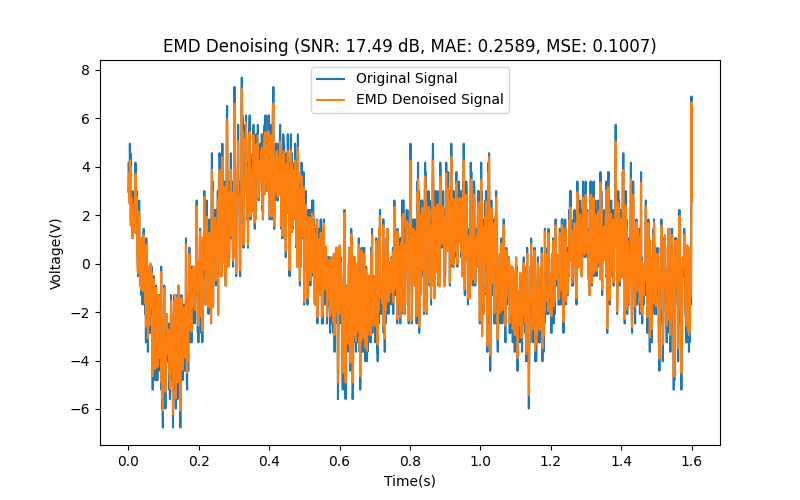 EMD Denoising (SNR: 17.49 dB, MAE: 0.2589, MSE: 0.1007)
Original Signal
EMD Denoised Signal
Voltage(V)
8
6
4
2
0
−2
−4
−6
0.0 0.2 0.4 0.6 0.8 1.0 1.2 1.4 1.6
Time(s)